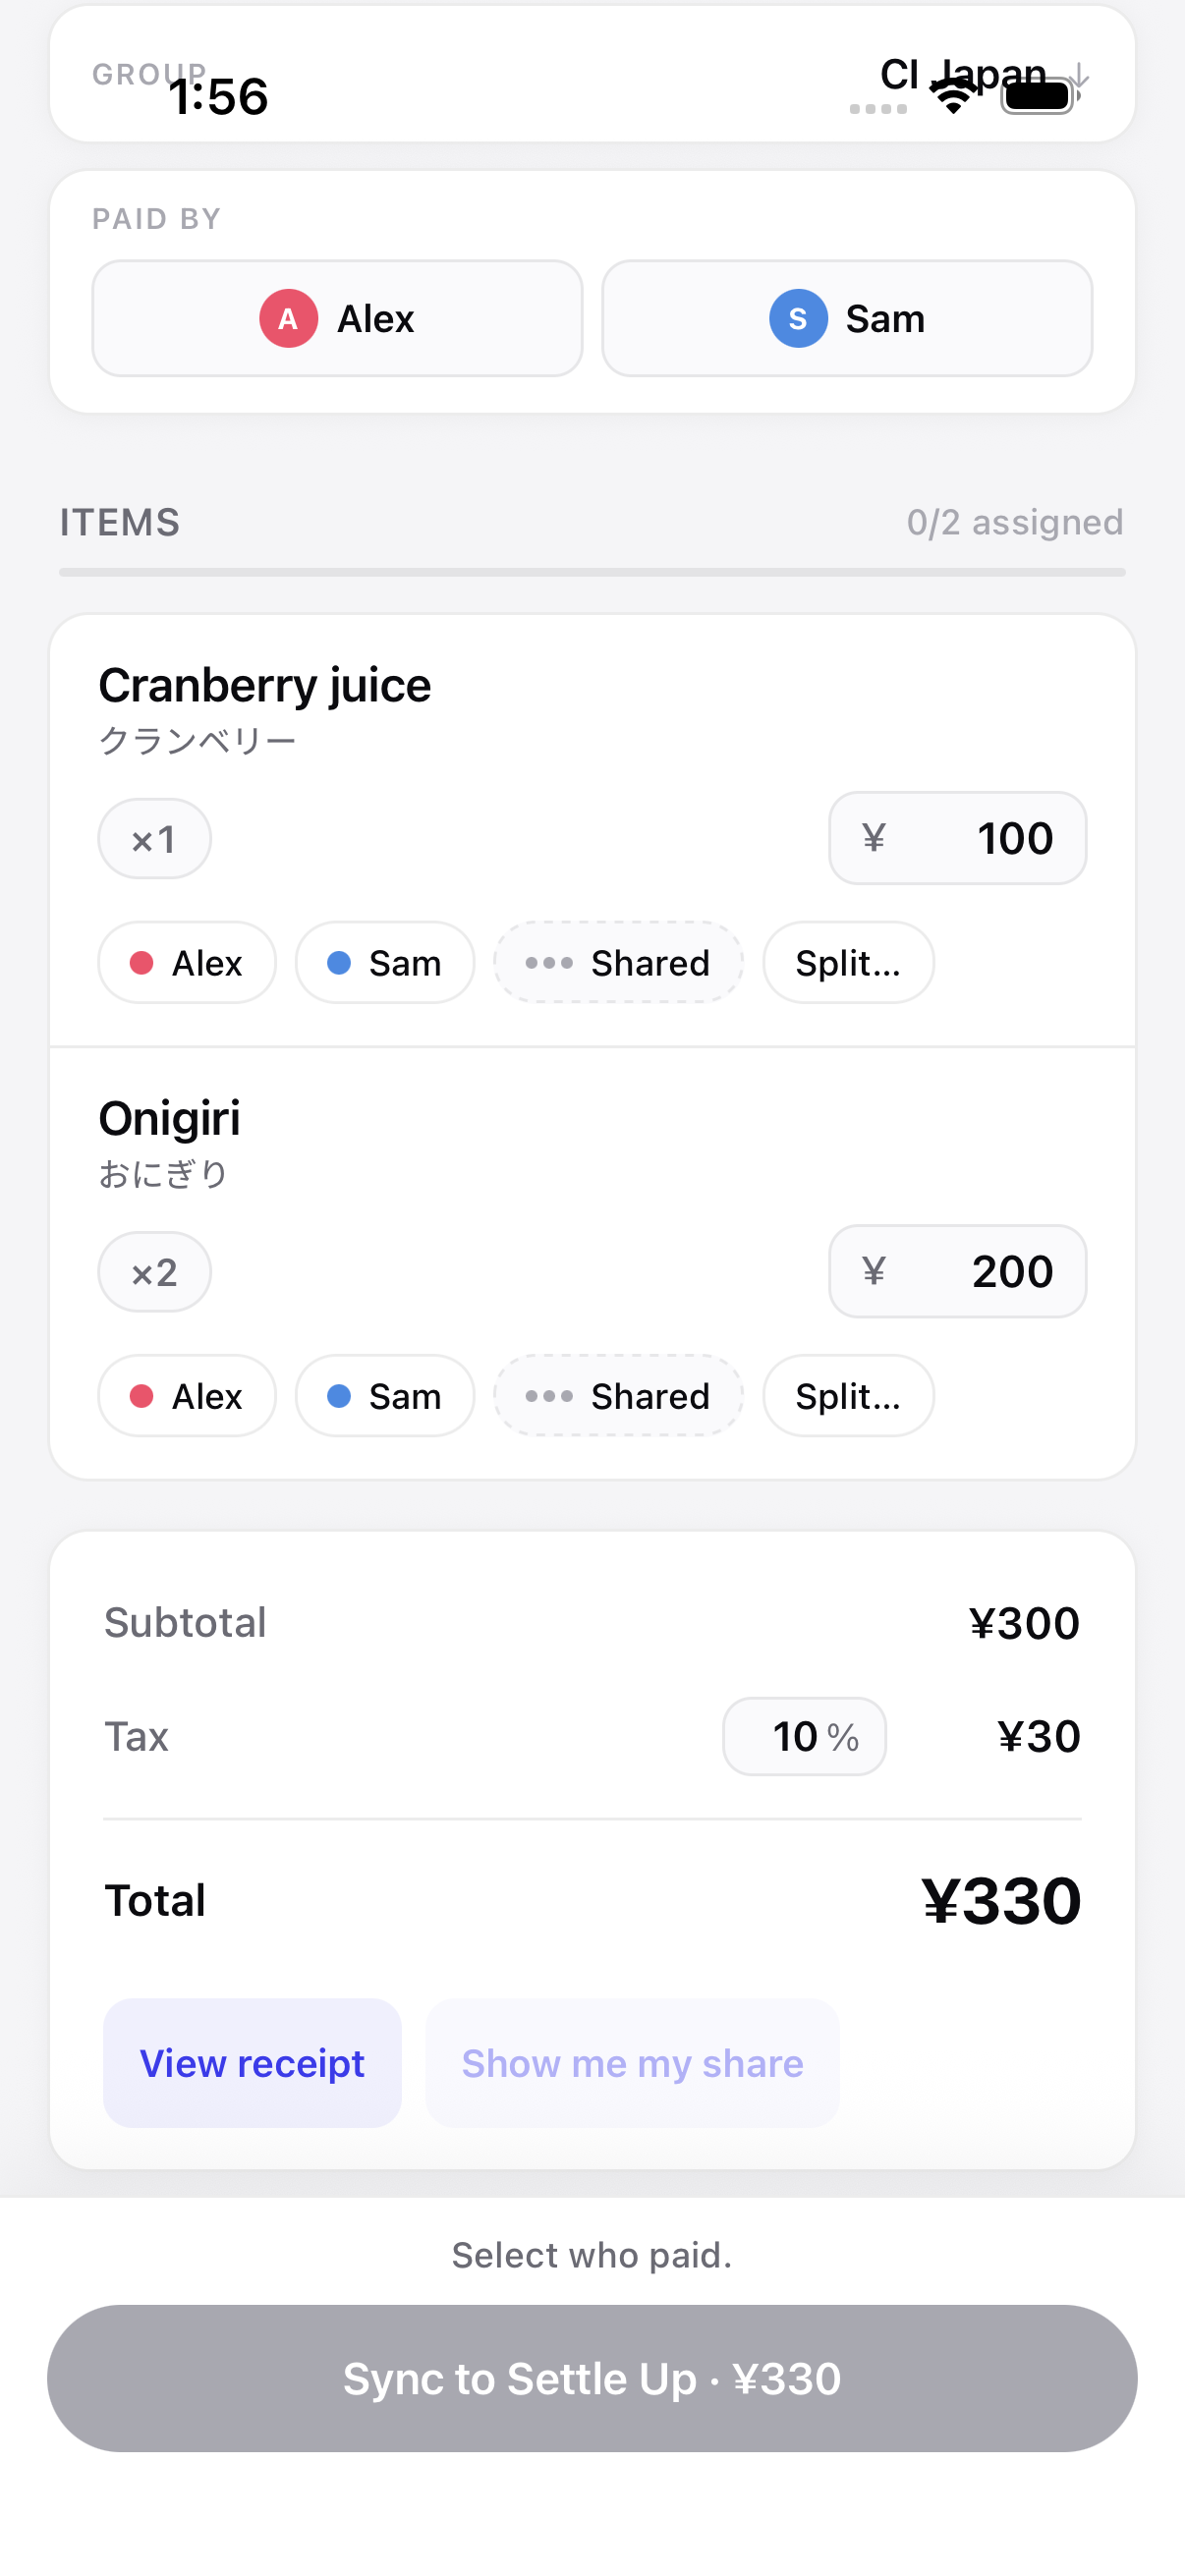 GROUP
CI Japan ↓
1:56
PAID BY
A Alex
S Sam
ITEMS
0/2 assigned
Cranberry juice
クランベリー
×1
¥ 100
Alex
Sam
Shared
Split...
Onigiri
おにぎり
×2
¥ 200
Alex
Sam
Shared
Split...
Subtotal
¥300
Tax
10 %
¥30
Total
¥330
View receipt
Show me my share
Select who paid.
Sync to Settle Up · ¥330